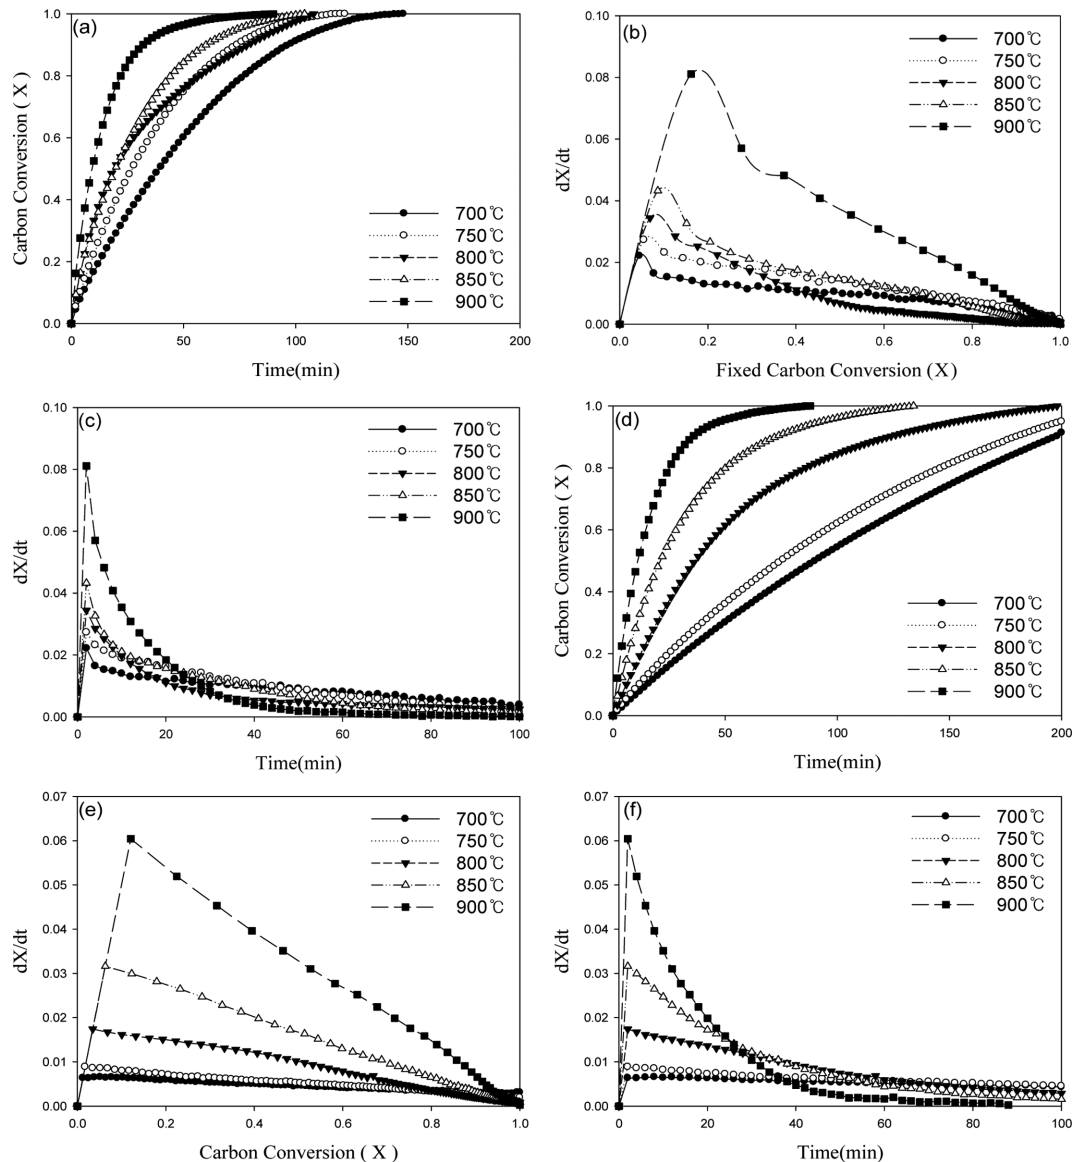 (a)
1.0
0.8
0.6
0.4
0.2
0.0
Carbon Conversion ( X )
700℃
750℃
800℃
850℃
900℃
0 50 100 150 200
Time(min)
(b)
0.10
0.08
0.06
0.04
0.02
0.00
dX/dt
700℃
750℃
800℃
850℃
900℃
0.0 0.2 0.4 0.6 0.8 1.0
Fixed Carbon Conversion ( X )
(c)
0.10
0.08
0.06
0.04
0.02
0.00
dX/dt
700℃
750℃
800℃
850℃
900℃
0 20 40 60 80 100
Time(min)
(d)
1.0
0.8
0.6
0.4
0.2
0.0
Carbon Conversion ( X )
700℃
750℃
800℃
850℃
900℃
0 50 100 150 200
Time(min)
(e)
0.07
0.06
0.05
0.04
0.03
0.02
0.01
0.00
dX/dt
700℃
750℃
800℃
850℃
900℃
0.0 0.2 0.4 0.6 0.8 1.0
Carbon Conversion ( X )
(f)
0.07
0.06
0.05
0.04
0.03
0.02
0.01
0.00
dX/dt
700℃
750℃
800℃
850℃
900℃
0 20 40 60 80 100
Time(min)